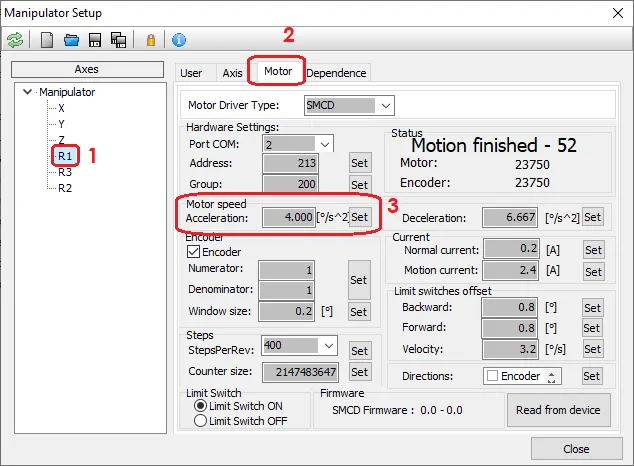 Manipulator Setup
2
Axes
Manipulator
X
Y
Z
R1
R3
R2
1
User Axis Motor Dependence
Motor Driver Type: SMCD
Hardware Settings:
Port COM: 2
Address: 213 Set
Group: 200 Set
Status
Motion finished - 52
Motor: 23750
Encoder: 23750
Motor speed
Acceleration: 4.000 [°/s^2] Set
3
Deceleration: 6.667 [°/s^2] Set
Encoder
Encoder
Numerator: 1
Denominator: 1
Set
Window size: 0.2 [°] Set
Current
Normal current: 0.2 [A] Set
Motion current: 2.4 [A] Set
Limit switches offset
Backward: 0.8 [°] Set
Forward: 0.8 [°] Set
Velocity: 3.2 [°/s] Set
Steps
StepsPerRev: 400 Set
Counter size: 2147483647 Set
Directions: Encoder Set
Limit Switch
Limit Switch ON
Limit Switch OFF
Firmware
SMCD Firmware : 0.0 - 0.0
Read from device
Close